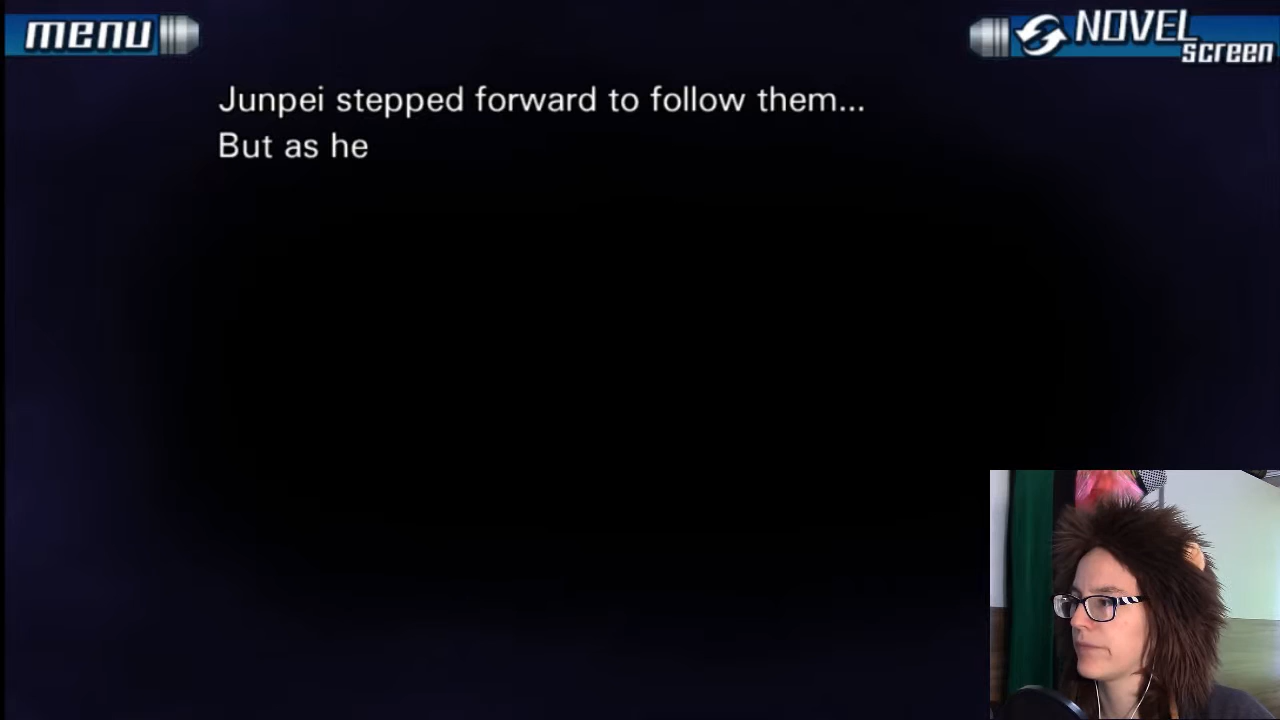 menu
NOVEL
screen
Junpei stepped forward to follow them...
But as he